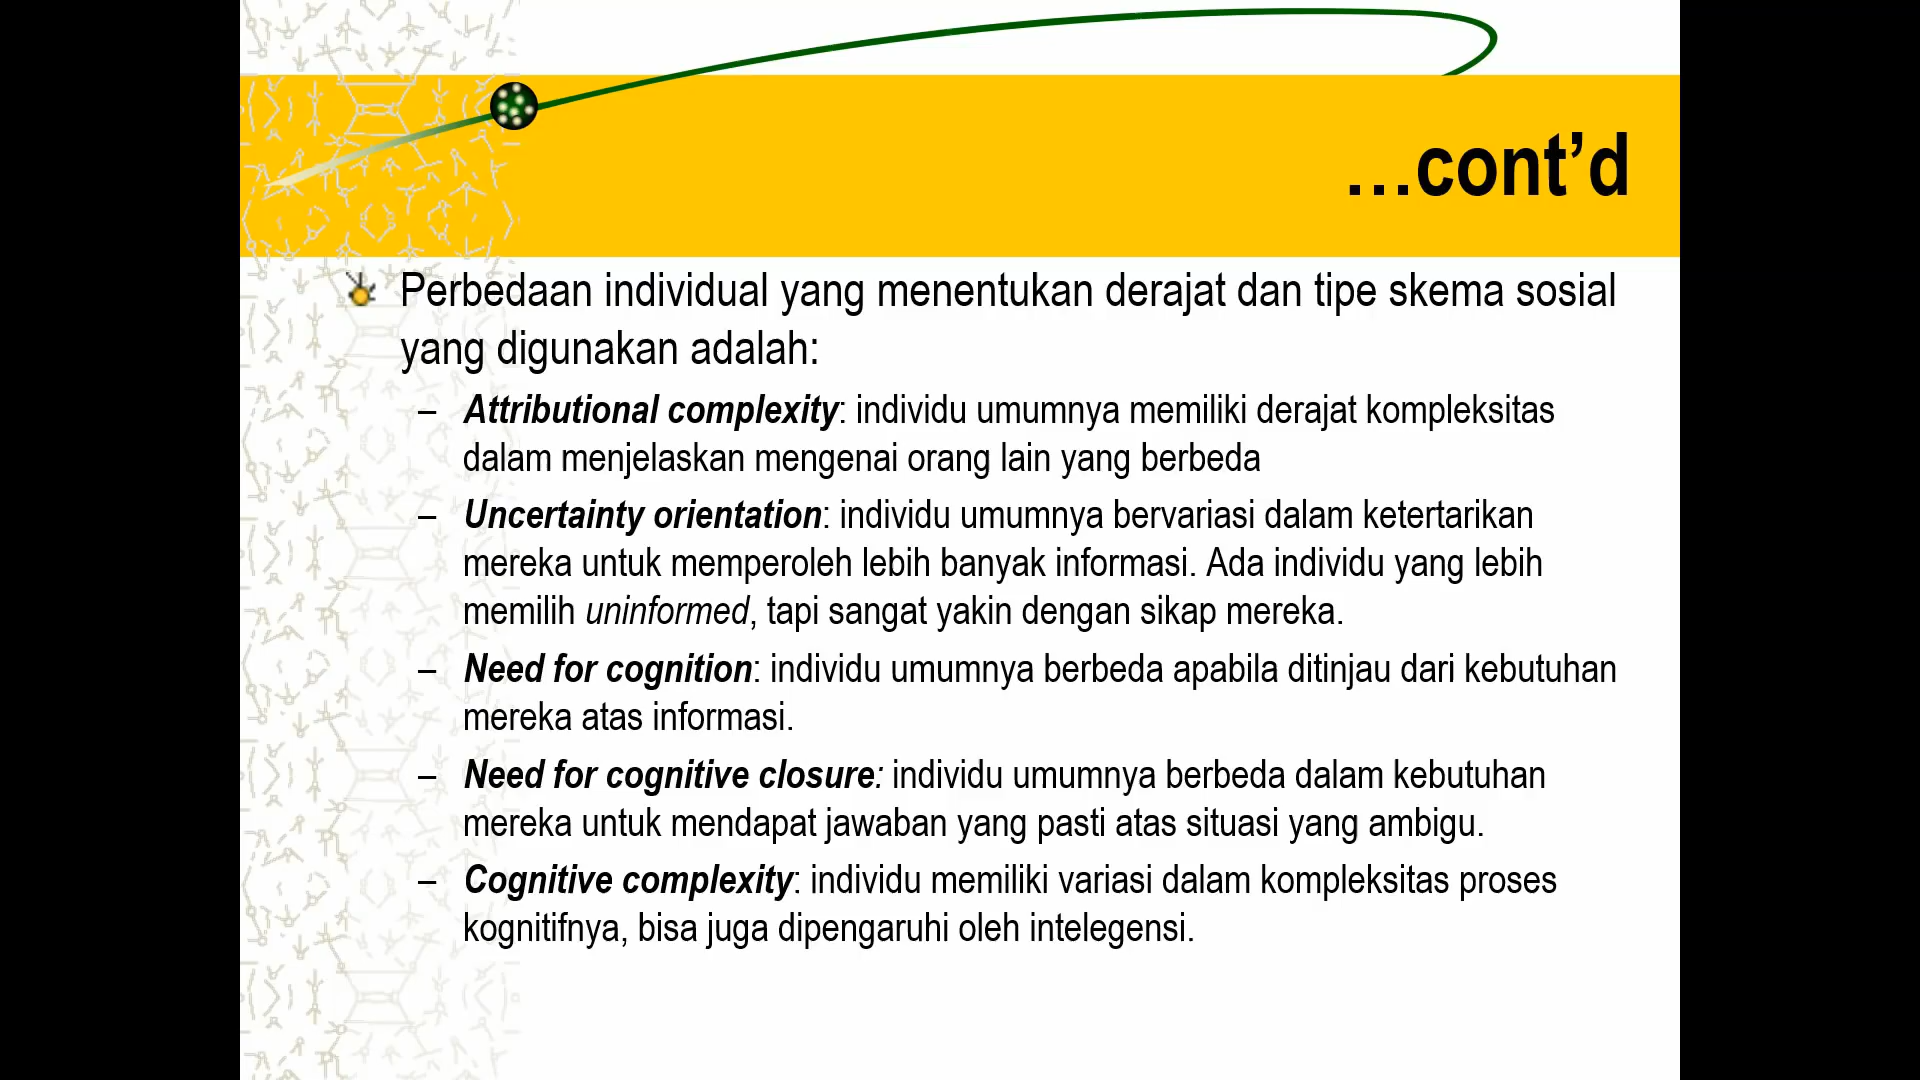 …cont’d
Perbedaan individual yang menentukan derajat dan tipe skema sosial
yang digunakan adalah:
– Attributional complexity: individu umumnya memiliki derajat kompleksitas
dalam menjelaskan mengenai orang lain yang berbeda
– Uncertainty orientation: individu umumnya bervariasi dalam ketertarikan
mereka untuk memperoleh lebih banyak informasi. Ada individu yang lebih
memilih uninformed, tapi sangat yakin dengan sikap mereka.
– Need for cognition: individu umumnya berbeda apabila ditinjau dari kebutuhan
mereka atas informasi.
– Need for cognitive closure: individu umumnya berbeda dalam kebutuhan
mereka untuk mendapat jawaban yang pasti atas situasi yang ambigu.
– Cognitive complexity: individu memiliki variasi dalam kompleksitas proses
kognitifnya, bisa juga dipengaruhi oleh intelegensi.